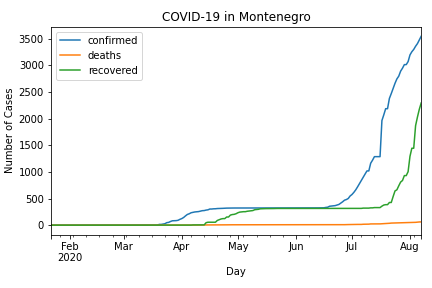 COVID-19 in Montenegro
confirmed
deaths
recovered
Number of Cases
3500
3000
2500
2000
1500
1000
500
0
Feb Mar Apr May Jun Jul Aug
2020
Day